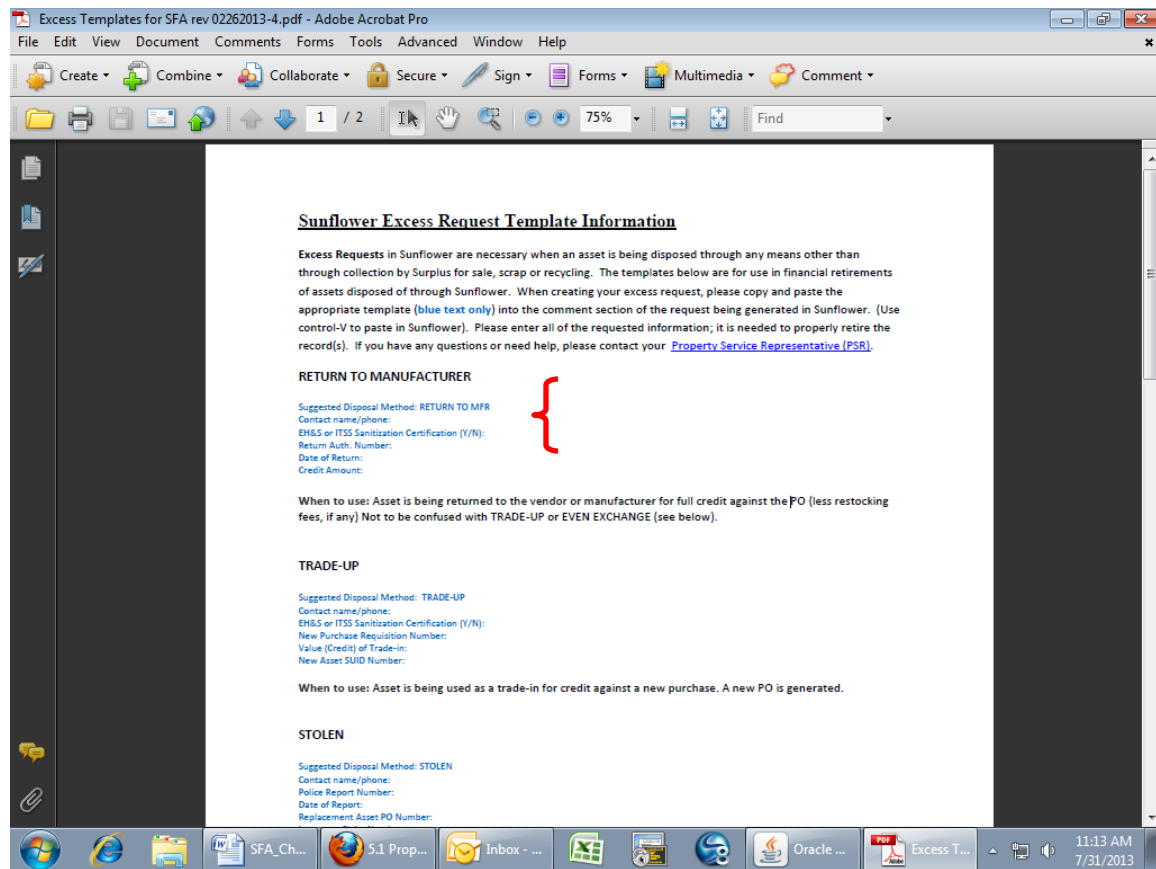 Excess Templates for SFA rev 02262013-4.pdf - Adobe Acrobat Pro
File Edit View Document Comments Forms Tools Advanced Window Help
Create Combine Collaborate Secure Sign Forms Multimedia Comment
1 / 2 75% Find
Sunflower Excess Request Template Information
Excess Requests in Sunflower are necessary when an asset is being disposed through any means other than
through collection by Surplus for sale, scrap or recycling. The templates below are for use in financial retirements
of assets disposed of through Sunflower. When creating your excess request, please copy and paste the
appropriate template (blue text only) into the comment section of the request being generated in Sunflower. (Use
control-V to paste in Sunflower). Please enter all of the requested information; it is needed to properly retire the
record(s). If you have any questions or need help, please contact your Property Service Representative (PSR).
RETURN TO MANUFACTURER
Suggested Disposal Method: RETURN TO MFR
Contact name/phone:
EH&S or ITSS Sanitization Certification (Y/N):
Return Auth. Number:
Date of Return:
Credit Amount:
When to use: Asset is being returned to the vendor or manufacturer for full credit against the PO (less restocking
fees, if any) Not to be confused with TRADE-UP or EVEN EXCHANGE (see below).
TRADE-UP
Suggested Disposal Method: TRADE-UP
Contact name/phone:
EH&S or ITSS Sanitization Certification (Y/N):
New Purchase Requisition Number:
Value (Credit) of Trade-in:
New Asset SUID Number:
When to use: Asset is being used as a trade-in for credit against a new purchase. A new PO is generated.
STOLEN
Suggested Disposal Method: STOLEN
Contact name/phone:
Police Report Number:
Date of Report:
Replacement Asset PO Number:
SFA_Ch... 5.1 Prop... Inbox - ... Oracle ... Excess T... 11:13 AM
7/31/2013